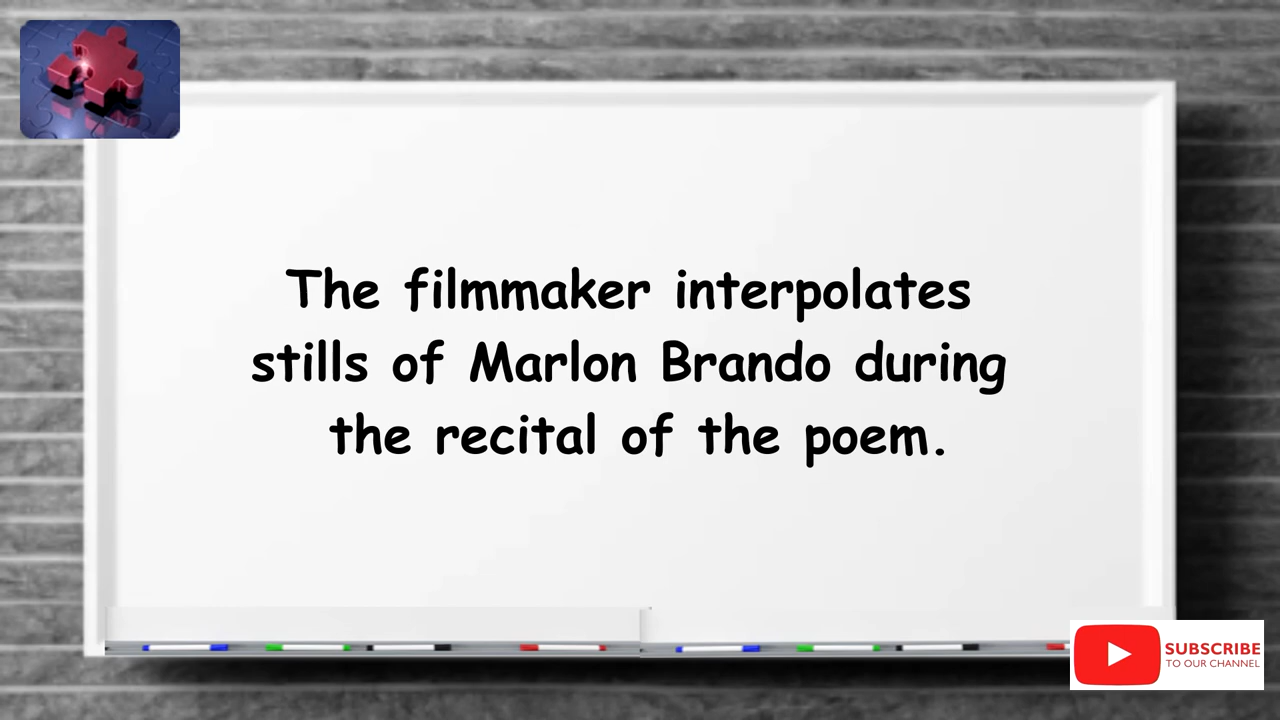 The filmmaker interpolates
stills of Marlon Brando during
the recital of the poem.
SUBSCRIBE
TO OUR CHANNEL